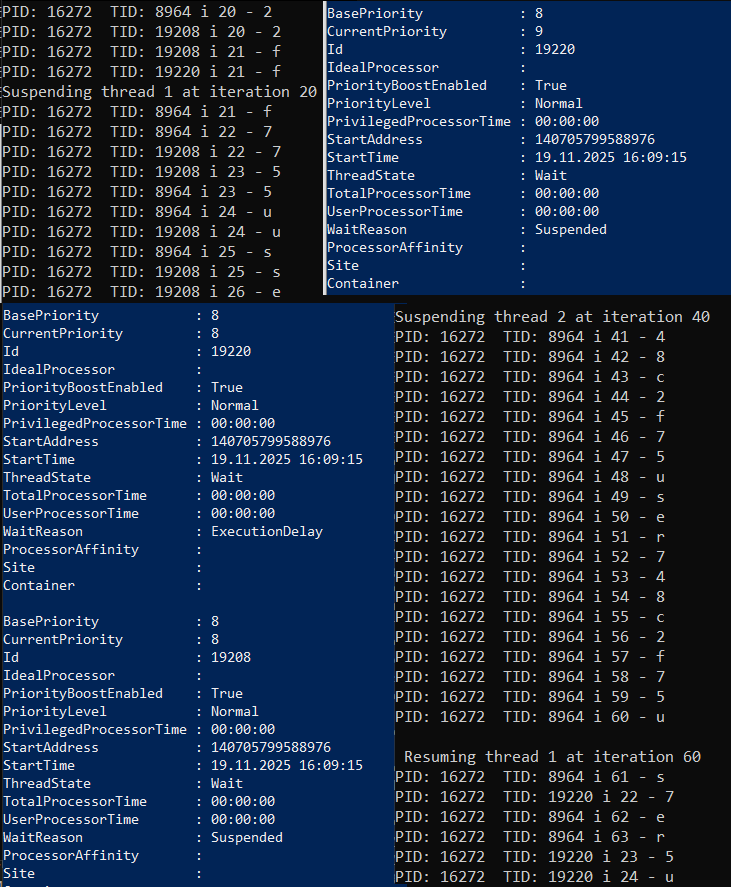 PID: 16272  TID: 8964 i 20 - 2
PID: 16272  TID: 19208 i 20 - 2
PID: 16272  TID: 19208 i 21 - f
PID: 16272  TID: 19220 i 21 - f
Suspending thread 1 at iteration 20
PID: 16272  TID: 8964 i 21 - f
PID: 16272  TID: 8964 i 22 - 7
PID: 16272  TID: 19208 i 22 - 7
PID: 16272  TID: 19208 i 23 - 5
PID: 16272  TID: 8964 i 23 - 5
PID: 16272  TID: 8964 i 24 - u
PID: 16272  TID: 19208 i 24 - u
PID: 16272  TID: 8964 i 25 - s
PID: 16272  TID: 19208 i 25 - s
PID: 16272  TID: 19208 i 26 - e
BasePriority : 8
CurrentPriority : 9
Id : 19220
IdealProcessor :
PriorityBoostEnabled : True
PriorityLevel : Normal
PrivilegedProcessorTime : 00:00:00
StartAddress : 140705799588976
StartTime : 19.11.2025 16:09:15
ThreadState : Wait
TotalProcessorTime : 00:00:00
UserProcessorTime : 00:00:00
WaitReason : Suspended
ProcessorAffinity :
Site :
Container :
BasePriority : 8
CurrentPriority : 8
Id : 19220
IdealProcessor :
PriorityBoostEnabled : True
PriorityLevel : Normal
PrivilegedProcessorTime : 00:00:00
StartAddress : 140705799588976
StartTime : 19.11.2025 16:09:15
ThreadState : Wait
TotalProcessorTime : 00:00:00
UserProcessorTime : 00:00:00
WaitReason : ExecutionDelay
ProcessorAffinity :
Site :
Container :
BasePriority : 8
CurrentPriority : 8
Id : 19208
IdealProcessor :
PriorityBoostEnabled : True
PriorityLevel : Normal
PrivilegedProcessorTime : 00:00:00
StartAddress : 140705799588976
StartTime : 19.11.2025 16:09:15
ThreadState : Wait
TotalProcessorTime : 00:00:00
UserProcessorTime : 00:00:00
WaitReason : Suspended
ProcessorAffinity :
Site :
Suspending thread 2 at iteration 40
PID: 16272  TID: 8964 i 41 - 4
PID: 16272  TID: 8964 i 42 - 8
PID: 16272  TID: 8964 i 43 - c
PID: 16272  TID: 8964 i 44 - 2
PID: 16272  TID: 8964 i 45 - f
PID: 16272  TID: 8964 i 46 - 7
PID: 16272  TID: 8964 i 47 - 5
PID: 16272  TID: 8964 i 48 - u
PID: 16272  TID: 8964 i 49 - s
PID: 16272  TID: 8964 i 50 - e
PID: 16272  TID: 8964 i 51 - r
PID: 16272  TID: 8964 i 52 - 7
PID: 16272  TID: 8964 i 53 - 4
PID: 16272  TID: 8964 i 54 - 8
PID: 16272  TID: 8964 i 55 - c
PID: 16272  TID: 8964 i 56 - 2
PID: 16272  TID: 8964 i 57 - f
PID: 16272  TID: 8964 i 58 - 7
PID: 16272  TID: 8964 i 59 - 5
PID: 16272  TID: 8964 i 60 - u
Resuming thread 1 at iteration 60
PID: 16272  TID: 8964 i 61 - s
PID: 16272  TID: 19220 i 22 - 7
PID: 16272  TID: 8964 i 62 - e
PID: 16272  TID: 8964 i 63 - r
PID: 16272  TID: 19220 i 23 - 5
PID: 16272  TID: 19220 i 24 - u